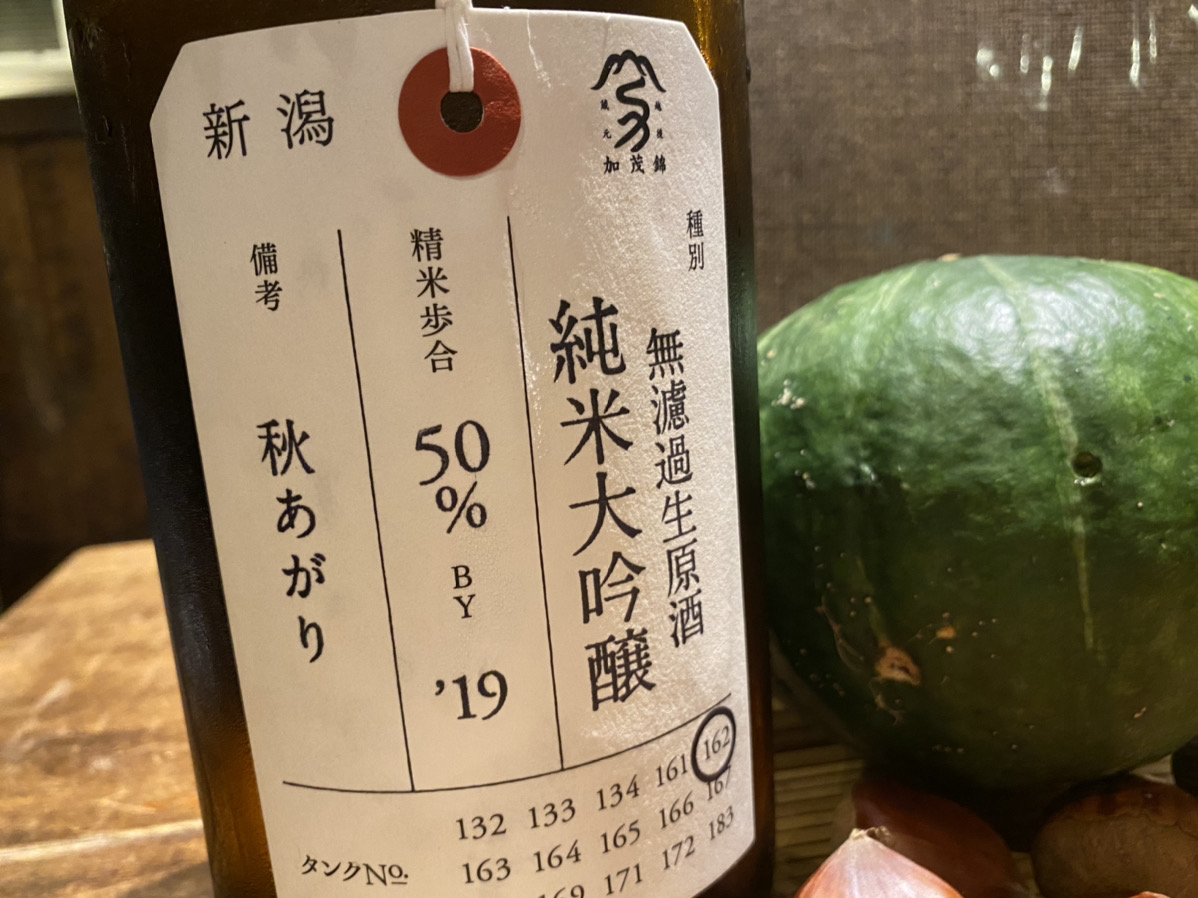 新潟
蔵元
加茂錦
種別
無濾過生原酒
純米大吟醸
精米歩合
50%
BY
'19
備考
秋あがり
タンクNo.
132 133 134 161 162
163 164 165 166 167
169 171 172 183